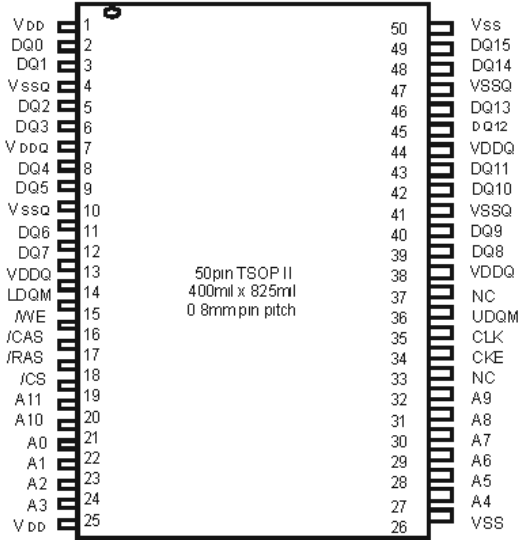 VDD 1 50 Vss
DQ0 2 49 DQ15
DQ1 3 48 DQ14
VSSQ 4 47 VSSQ
DQ2 5 46 DQ13
DQ3 6 45 DQ12
VDDQ 7 44 VDDQ
DQ4 8 43 DQ11
DQ5 9 42 DQ10
VSSQ 10 41 VSSQ
DQ6 11 40 DQ9
DQ7 12 39 DQ8
VDDQ 13 38 VDDQ
LDQM 14 37 NC
/WE 15 36 UDQM
/CAS 16 35 CLK
/RAS 17 34 CKE
/CS 18 33 NC
A11 19 32 A9
A10 20 31 A8
A0 21 30 A7
A1 22 29 A6
A2 23 28 A5
A3 24 27 A4
VDD 25 26 VSS
50pin TSOP II
400mil x 825mil
0 8mm pin pitch